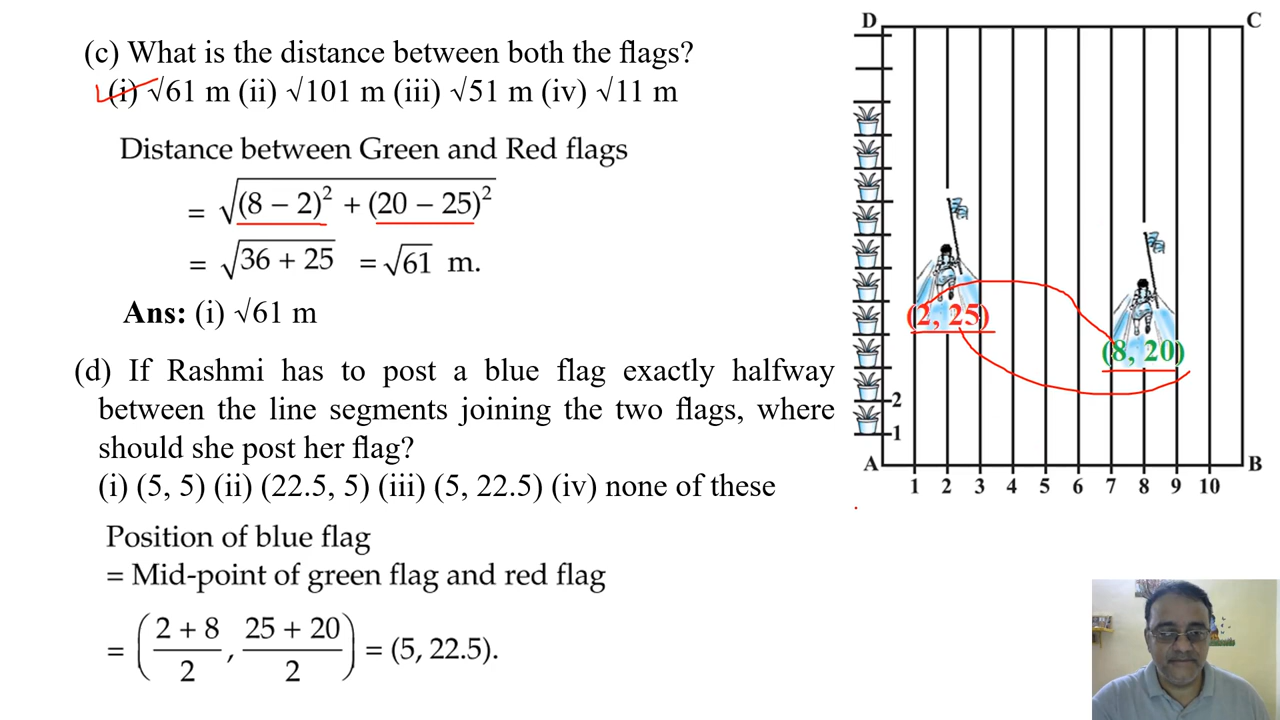 (c) What is the distance between both the flags?
(i) √61 m (ii) √101 m (iii) √51 m (iv) √11 m
Distance between Green and Red flags
= √(8 − 2)² + (20 − 25)²
= √36 + 25 = √61 m.
Ans: (i) √61 m
(d) If Rashmi has to post a blue flag exactly halfway
between the line segments joining the two flags, where
should she post her flag?
(i) (5, 5) (ii) (22.5, 5) (iii) (5, 22.5) (iv) none of these
Position of blue flag
= Mid-point of green flag and red flag
= (2 + 8 / 2, 25 + 20 / 2) = (5, 22.5).
D C
(2, 25)
(8, 20)
2
1
A B
1 2 3 4 5 6 7 8 9 10